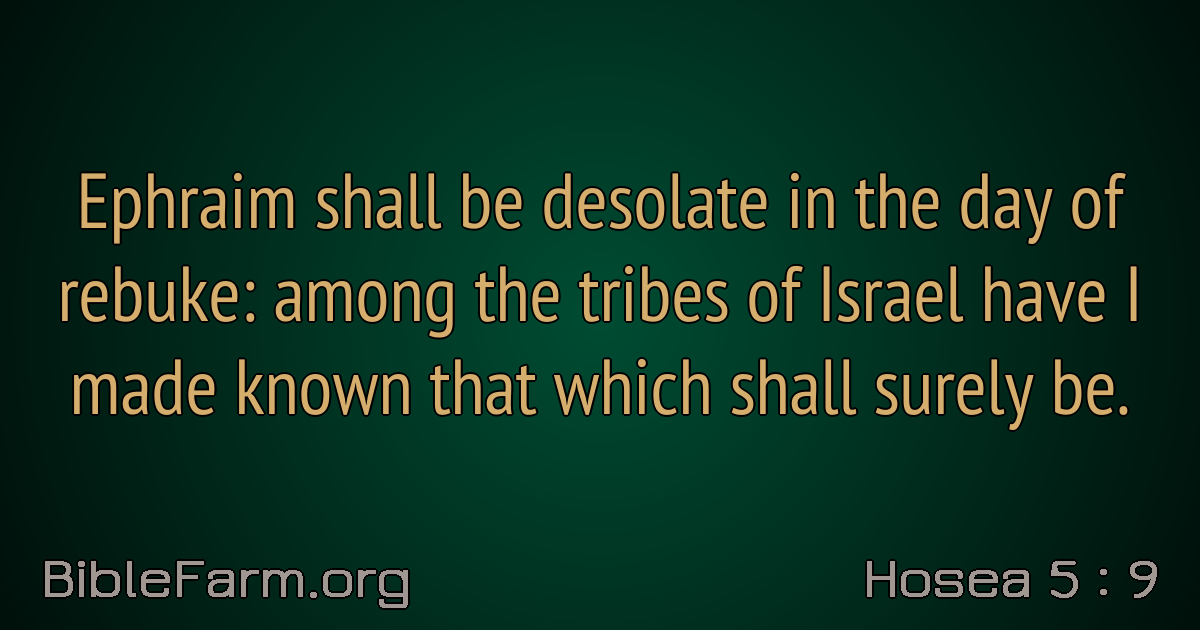 Ephraim shall be desolate in the day of
rebuke: among the tribes of Israel have I
made known that which shall surely be.
BibleFarm.org
Hosea 5 : 9